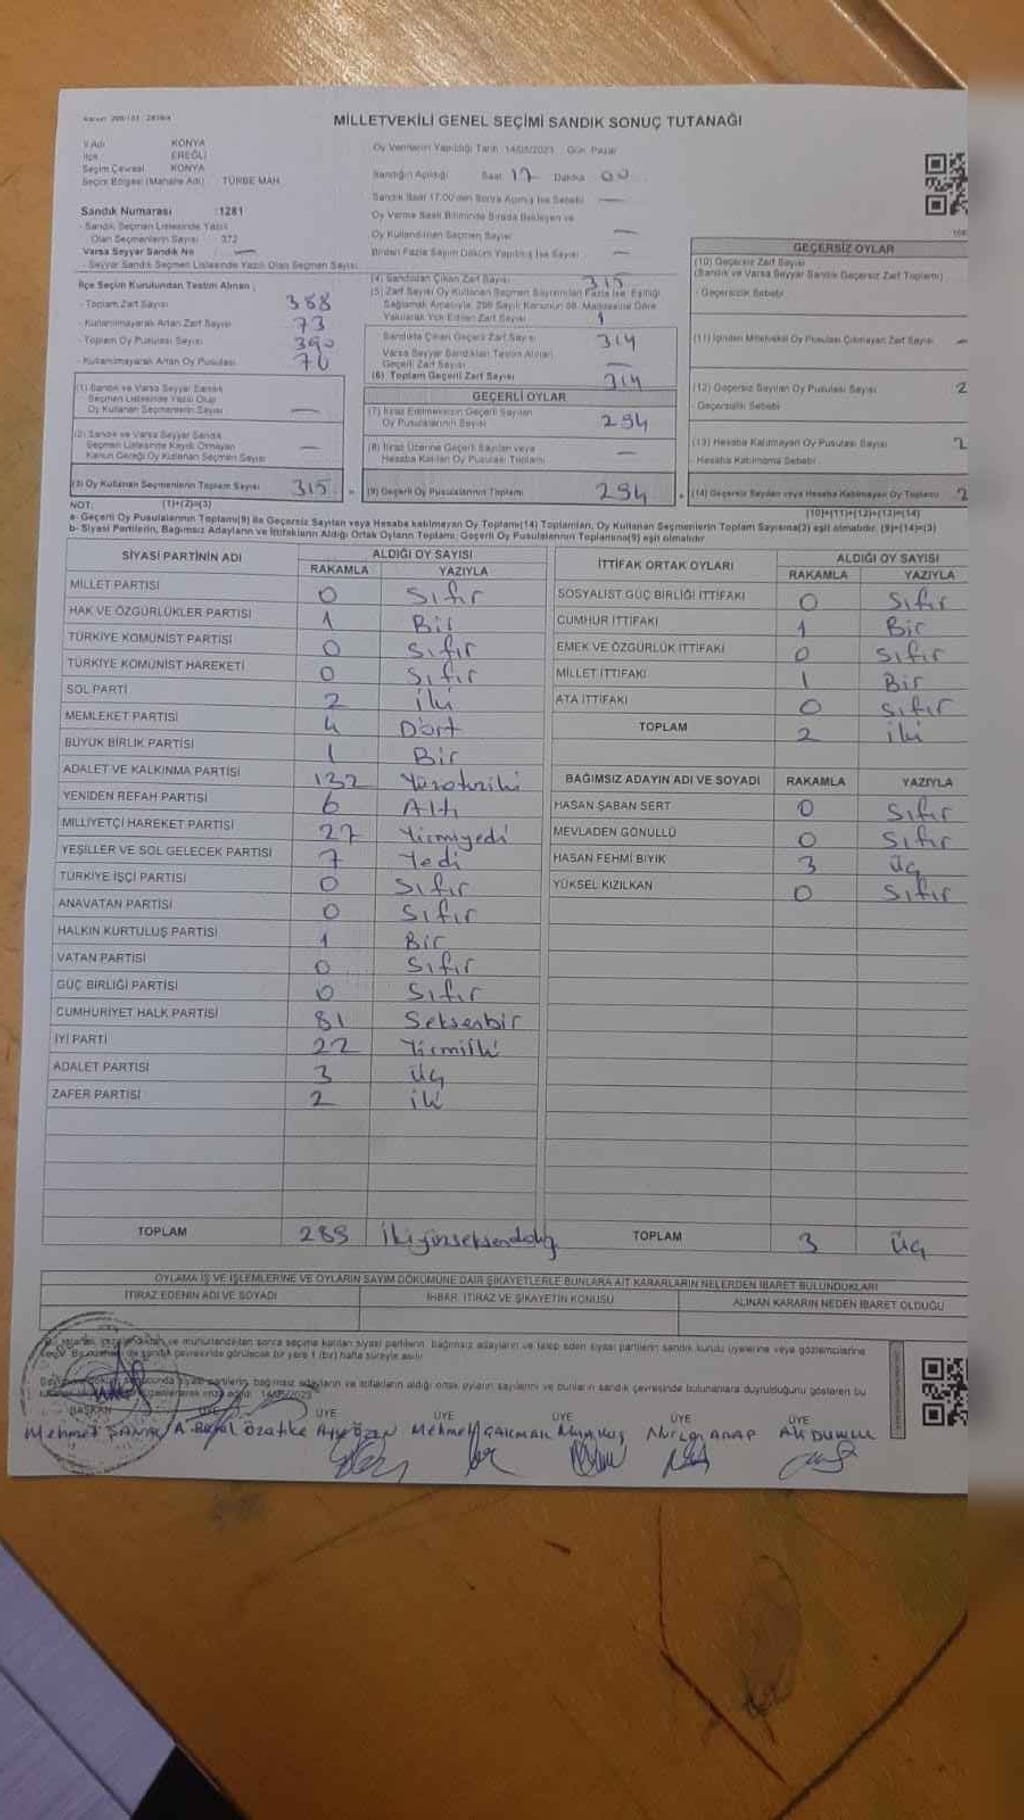 MİLLETVEKİLİ GENEL SEÇİMİ SANDIK SONUÇ TUTANAĞI
İl Adı KONYA
İlçe EREĞLİ
Seçim Çevresi KONYA
Seçim Bölgesi (Mahalle Adı) TÜRBE MAH.
Sandık Numarası :1281
- Sandık Seçmen Listesinde Yazılı
Olan Seçmenlerin Sayısı : 372
Varsa Seyyar Sandık No —
- Seyyar Sandık Seçmen Listesinde Yazılı Olan Seçmen Sayısı
Oy Vermenin Yapıldığı Tarih 14/05/2023 Gün Pazar
Sandığın Açıldığı Saat 17 Dakika 00
Sandık Saat 17.00'den Sonra Açılmış İse Sebebi —
Oy Verme Saati Bitiminde Sırada Bekleyen ve
Oy Kullandırılan Seçmen Sayısı —
Birden Fazla Sayım Döküm Yapılmış İse Sayısı —
İlçe Seçim Kurulundan Teslim Alınan ;
- Toplam Zarf Sayısı 388
- Kullanılmayarak Artan Zarf Sayısı 73
- Toplam Oy Pusulası Sayısı 390
- Kullanılmayarak Artan Oy Pusulası
(1) Sandık ve Varsa Seyyar Sandık
Seçmen Listesinde Yazılı Olup
Oy Kullanan Seçmenlerin Sayısı —
(2) Sandık ve Varsa Seyyar Sandık
Seçmen Listesinde Kaydı Olmayan
Kanun Gereği Oy Kullanan Seçmen Sayısı —
(3) Oy Kullanan Seçmenlerin Toplam Sayısı 315
(4) Sandıktan Çıkan Zarf Sayısı 315
(5) Zarf Sayısı Oy Kullanan Seçmen Sayısından Fazla İse, Eşitliği
Sağlamak Amacıyla, 298 Sayılı Kanunun 98. Maddesine Göre
Yakılarak Yok Edilen Zarf Sayısı 1
Sandıkta Çıkan Geçerli Zarf Sayısı 314
Varsa Seyyar Sandıktan Teslim Alınan
Geçerli Zarf Sayısı —
(6) Toplam Geçerli Zarf Sayısı 314
GEÇERLİ OYLAR
(7) İtiraz Edilmeksizin Geçerli Sayılan
Oy Pusulalarının Sayısı 294
(8) İtiraz Üzerine Geçerli Sayılan veya
Hesaba Katılan Oy Pusulası Toplamı —
(9) Geçerli Oy Pusulalarının Toplamı 294
GEÇERSİZ OYLAR
(10) Geçersiz Zarf Sayısı
(Sandık ve Varsa Seyyar Sandık Geçersiz Zarf Toplamı)
- Geçersizlik Sebebi
(11) İçinden Milletvekili Oy Pusulası Çıkmayan Zarf Sayısı —
(12) Geçersiz Sayılan Oy Pusulası Sayısı 2
- Geçersizlik Sebebi
(13) Hesaba Katılmayan Oy Pusulası Sayısı 2
- Hesaba Katılmama Sebebi
(14) Geçersiz Sayılan veya Hesaba Katılmayan Oy Toplamı 2
NOT: (1)+(2)=(3) (10)+(11)+(12)+(13)=(14)
a- Geçerli Oy Pusulalarının Toplamı(9) ile Geçersiz Sayılan veya Hesaba katılmayan Oy Toplamı(14) Toplamları, Oy Kullanan Seçmenlerin Toplam Sayısına(3) eşit olmalıdır. (9)+(14)=(3)
b- Siyasi Partilerin, Bağımsız Adayların ve İttifakların Aldığı Ortak Oyların Toplamı, Geçerli Oy Pusulalarının Toplamına(9) eşit olmalıdır
SİYASİ PARTİNİN ADI ALDIĞI OY SAYISI
RAKAMLA YAZIYLA
MİLLET PARTİSİ 0 Sıfır
HAK VE ÖZGÜRLÜKLER PARTİSİ 1 Bir
TÜRKİYE KOMÜNİST PARTİSİ 0 Sıfır
TÜRKİYE KOMÜNİST HAREKETİ 0 Sıfır
SOL PARTİ 2 İki
MEMLEKET PARTİSİ 4 Dört
BÜYÜK BİRLİK PARTİSİ 1 Bir
ADALET VE KALKINMA PARTİSİ 132 Yüzotuziki
YENİDEN REFAH PARTİSİ 6 Altı
MİLLİYETÇİ HAREKET PARTİSİ 27 Yirmiyedi
YEŞİLLER VE SOL GELECEK PARTİSİ 7 Yedi
TÜRKİYE İŞÇİ PARTİSİ 0 Sıfır
ANAVATAN PARTİSİ 0 Sıfır
HALKIN KURTULUŞ PARTİSİ 1 Bir
VATAN PARTİSİ 0 Sıfır
GÜÇ BİRLİĞİ PARTİSİ 0 Sıfır
CUMHURİYET HALK PARTİSİ 81 Seksenbir
İYİ PARTİ 22 Yirmiiki
ADALET PARTİSİ 3 Üç
ZAFER PARTİSİ 2 İki
TOPLAM 289
İTTİFAK ORTAK OYLARI ALDIĞI OY SAYISI
RAKAMLA YAZIYLA
SOSYALİST GÜÇ BİRLİĞİ İTTİFAKI 0 Sıfır
CUMHUR İTTİFAKI 1 Bir
EMEK VE ÖZGÜRLÜK İTTİFAKI 0 Sıfır
MİLLET İTTİFAKI 1 Bir
ATA İTTİFAKI 0 Sıfır
TOPLAM 2 İki
BAĞIMSIZ ADAYIN ADI VE SOYADI RAKAMLA YAZIYLA
HASAN ŞABAN SERT 0 Sıfır
MEVLADEN GÖNÜLLÜ 0 Sıfır
HASAN FEHMİ BIYIK 3 Üç
YÜKSEL KIZILKAN 0 Sıfır
TOPLAM 3 Üç
OYLAMA İŞ VE İŞLEMLERİNE VE OYLARIN SAYIM DÖKÜMÜNE DAİR ŞİKAYETLERLE BUNLARA AİT KARARLARIN NELERDEN İBARET BULUNDUKLARI
İTİRAZ EDENİN ADI VE SOYADI İHBAR, İTİRAZ VE ŞİKAYETİN KONUSU ALINAN KARARIN NEDEN İBARET OLDUĞU
ve mühürlendikten sonra seçime katılan siyasi partilerin, bağımsız adayların ve talep eden siyasi partilerin sandık kurulu üyelerine veya gözlemcilerine
sandık çevresinde görülecek bir yere 1 (bir) hafta süreyle asılır.
siyasi partilerin, bağımsız adayların ve ittifakların aldığı ortak oyların sayılarını ve bunların sandık çevresinde bulunanlara duyurulduğunu gösteren bu
14/05/2023
BAŞKAN ÜYE ÜYE ÜYE ÜYE ÜYE ÜYE
Mehmet Özatike Mehmet ÇAKMAK